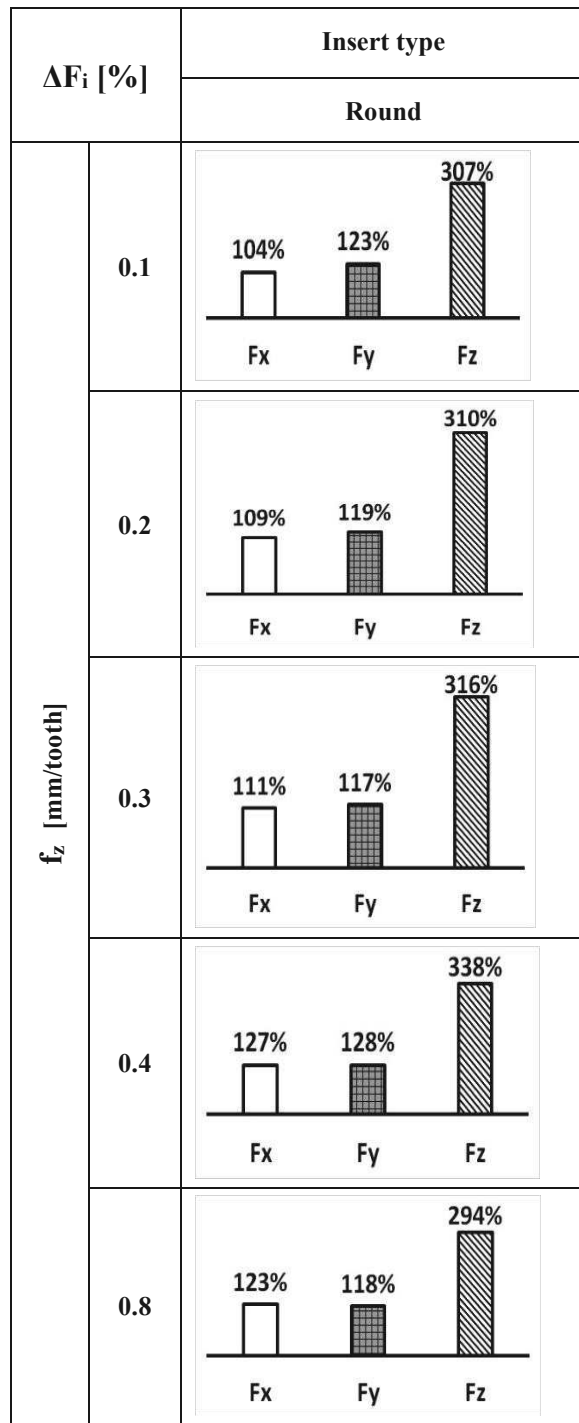 ΔFi [%]
Insert type
Round
fz [mm/tooth]
0.1
104% 123% 307%
Fx Fy Fz
0.2
109% 119% 310%
Fx Fy Fz
0.3
111% 117% 316%
Fx Fy Fz
0.4
127% 128% 338%
Fx Fy Fz
0.8
123% 118% 294%
Fx Fy Fz